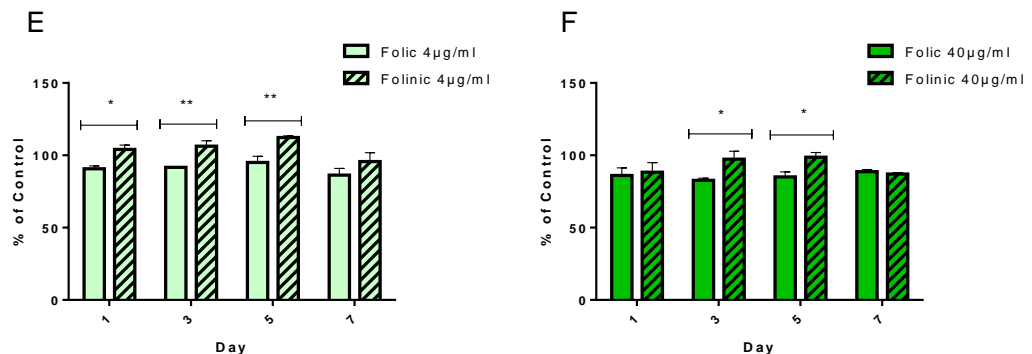 E
Folic 4µg/ml
Folinic 4µg/ml
150
100
50
0
% of Control
*
**
**
1 3 5 7
Day
F
Folic 40µg/ml
Folinic 40µg/ml
150
100
50
0
% of Control
*
*
1 3 5 7
Day